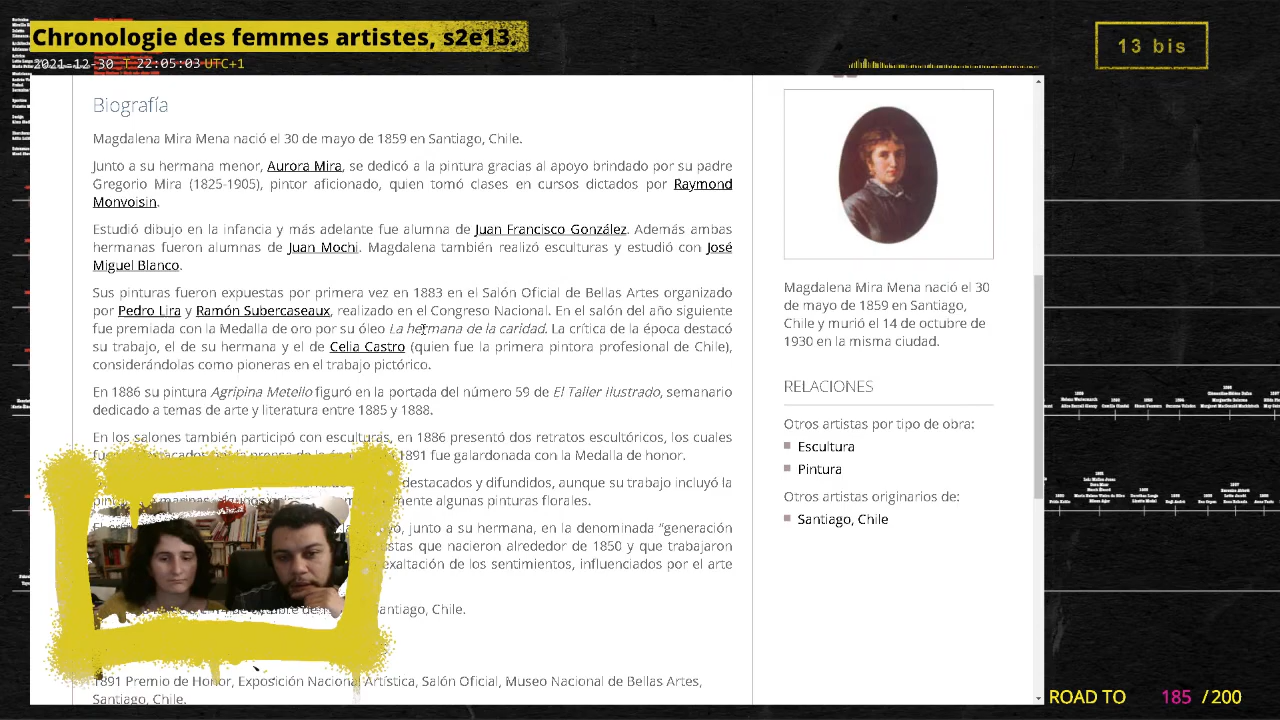 Chronologie des femmes artistes, s2e13.
2021-12-30 T 22:05:03 UTC+1
13 bis
Biografía
Magdalena Mira Mena nació el 30 de mayo de 1859 en Santiago, Chile.
Junto a su hermana menor, Aurora Mira, se dedicó a la pintura gracias al apoyo brindado por su padre
Gregorio Mira (1825-1905), pintor aficionado, quien tomó clases en cursos dictados por Raymond
Monvoisin.
Estudió dibujo en la infancia y más adelante fue alumna de Juan Francisco González. Además ambas
hermanas fueron alumnas de Juan Mochi. Magdalena también realizó esculturas y estudió con José
Miguel Blanco.
Sus pinturas fueron expuestas por primera vez en 1883 en el Salón Oficial de Bellas Artes organizado
por Pedro Lira y Ramón Subercaseaux, realizado en el Congreso Nacional. En el salón del año siguiente
fue premiada con la Medalla de oro por su óleo La hermana de la caridad. La crítica de la época destacó
su trabajo, el de su hermana y el de Celia Castro (quien fue la primera pintora profesional de Chile),
considerándolas como pioneras en el trabajo pictórico.
En 1886 su pintura Agripina Metello figuró en la portada del número 59 de El Taller Ilustrado, semanario
dedicado a temas de arte y literatura entre 1885 y 1888.
En los salones también participó con esculturas, en 1886 presentó dos retratos escultóricos, los cuales
1891 fue galardonada con la Medalla de honor.
destacados y difundidos, aunque su trabajo incluyó la
algunas pinturas florales.
junto a su hermana, en la denominada "generación
que nacieron alrededor de 1850 y que trabajaron
exaltación de los sentimientos, influenciados por el arte
Santiago, Chile.
1891 Premio de Honor, Exposición Nacional Artística, Salón Oficial, Museo Nacional de Bellas Artes,
Santiago, Chile.
Magdalena Mira Mena nació el 30
de mayo de 1859 en Santiago,
Chile y murió el 14 de octubre de
1930 en la misma ciudad.
RELACIONES
Otros artistas por tipo de obra:
Escultura
Pintura
Otros artistas originarios de:
Santiago, Chile
ROAD TO 185 / 200